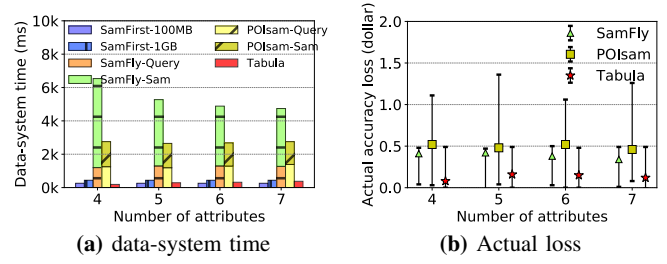 Data-system time (ms)
10k
8k
6k
4k
2k
0k
SamFirst-100MB
SamFirst-1GB
SamFly-Query
SamFly-Sam
POIsam-Query
POIsam-Sam
Tabula
4 5 6 7
Number of attributes
(a) data-system time
Actual accuracy loss (dollar)
2.0
1.5
1.0
0.5
0.0
SamFly
POIsam
Tabula
4 5 6 7
Number of attributes
(b) Actual loss